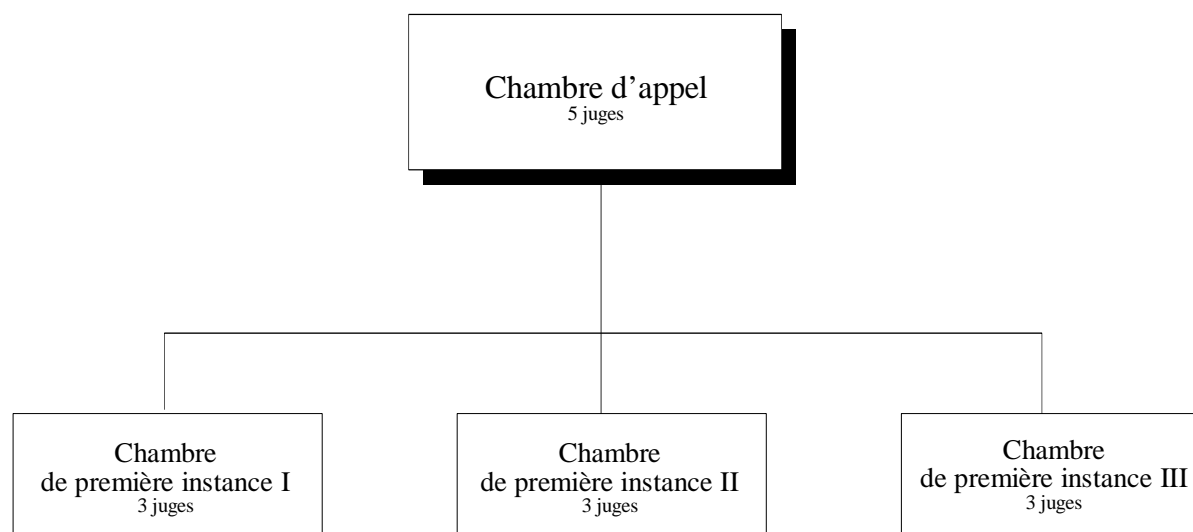 Chambre d’appel
5 juges
Chambre
de première instance I
3 juges
Chambre
de première instance II
3 juges
Chambre
de première instance III
3 juges